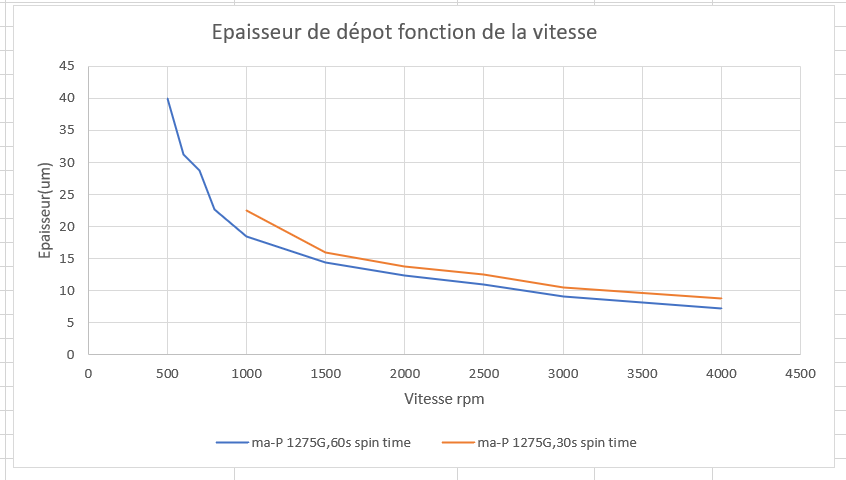 Epaisseur de dépot fonction de la vitesse
45
40
35
30
25
20
15
10
5
0
Epaisseur(um)
0 500 1000 1500 2000 2500 3000 3500 4000 4500
Vitesse rpm
ma-P 1275G,60s spin time ma-P 1275G,30s spin time